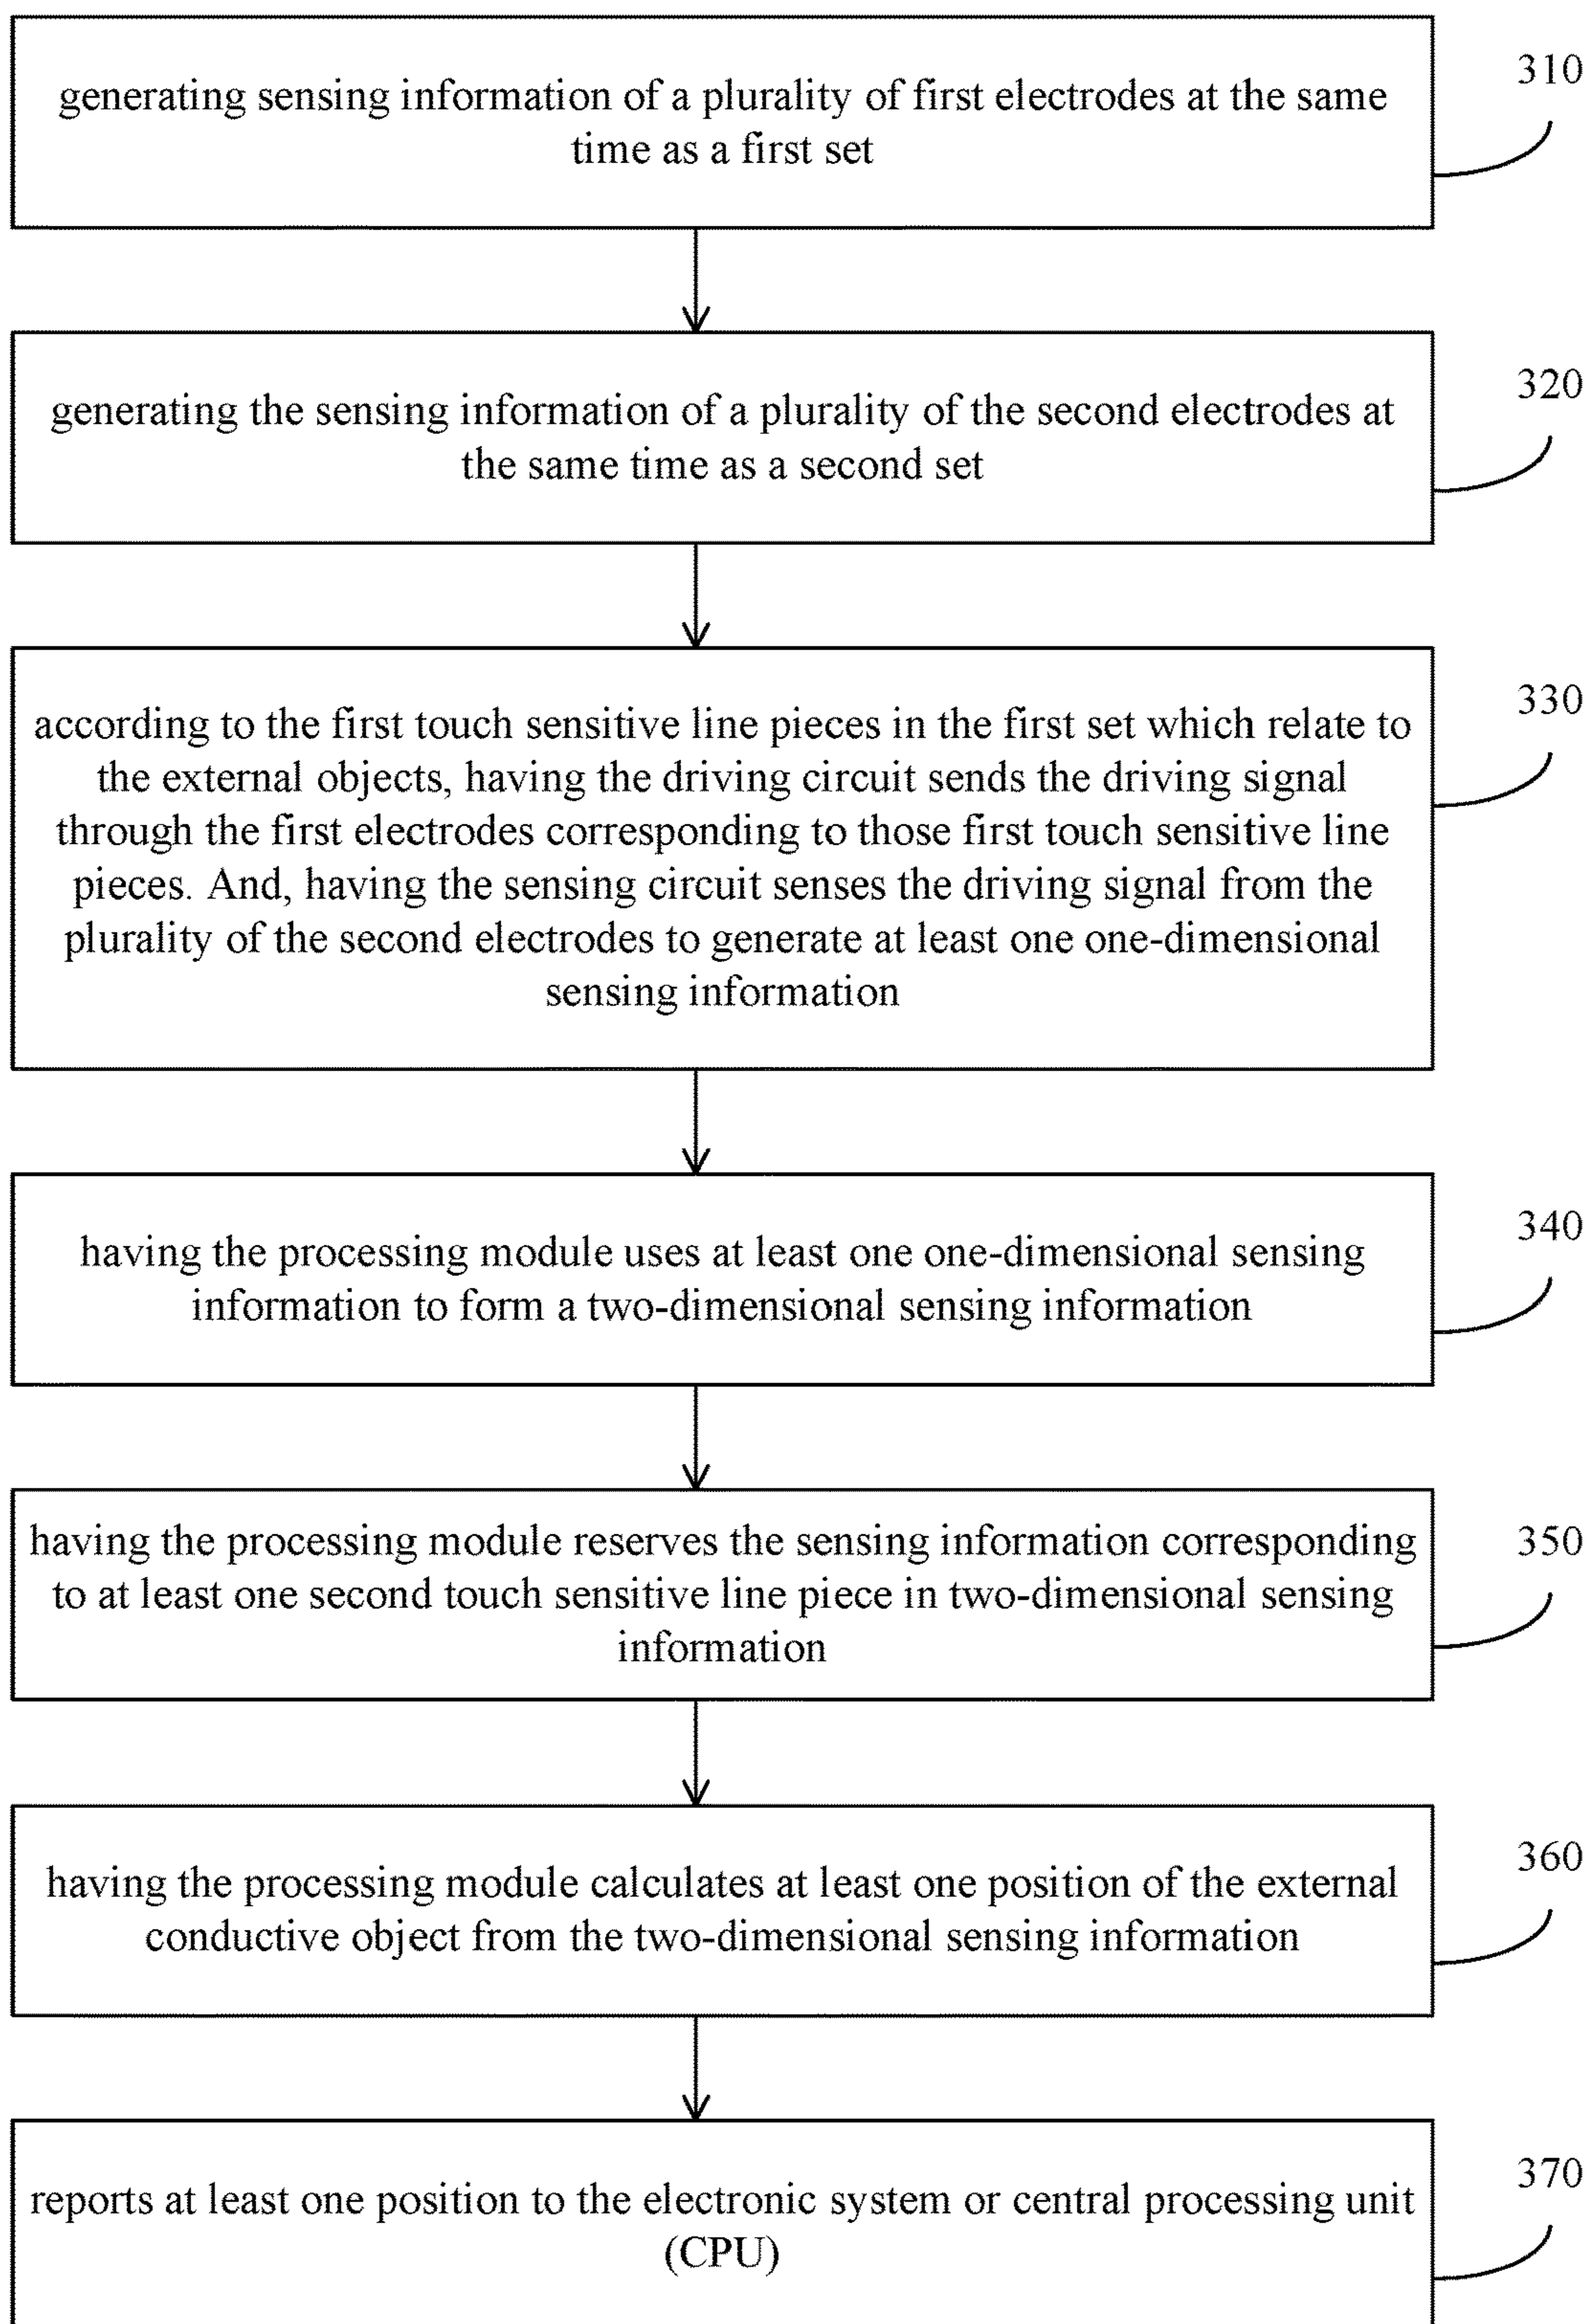 generating sensing information of a plurality of first electrodes at the same
time as a first set
310
generating the sensing information of a plurality of the second electrodes at
the same time as a second set
320
according to the first touch sensitive line pieces in the first set which relate to
the external objects, having the driving circuit sends the driving signal
through the first electrodes corresponding to those first touch sensitive line
pieces. And, having the sensing circuit senses the driving signal from the
plurality of the second electrodes to generate at least one one-dimensional
sensing information
330
having the processing module uses at least one one-dimensional sensing
information to form a two-dimensional sensing information
340
having the processing module reserves the sensing information corresponding
to at least one second touch sensitive line piece in two-dimensional sensing
information
350
having the processing module calculates at least one position of the external
conductive object from the two-dimensional sensing information
360
reports at least one position to the electronic system or central processing unit
(CPU)
370